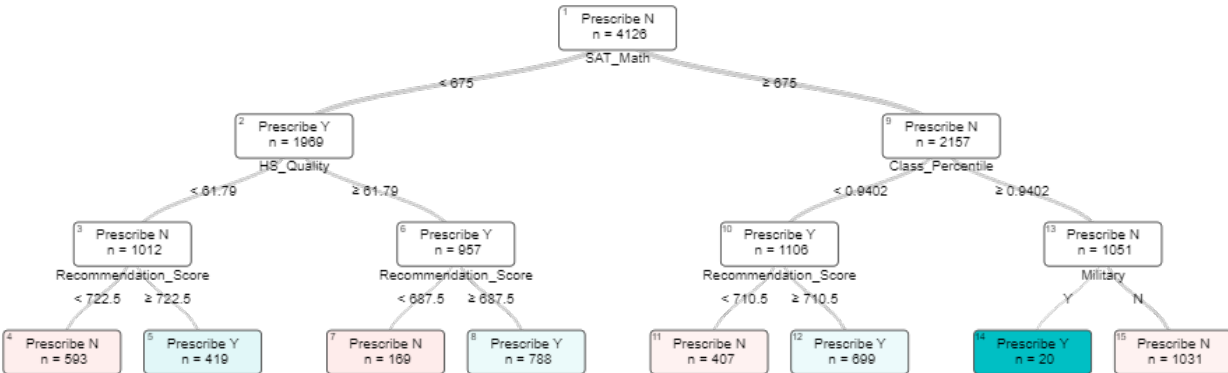 1
Prescribe N
n = 4126
SAT_Math
< 675 ≥ 675
2
Prescribe Y
n = 1969
HS_Quality
9
Prescribe N
n = 2157
Class_Percentile
< 61.79 ≥ 61.79 < 0.9402 ≥ 0.9402
3
Prescribe N
n = 1012
Recommendation_Score
6
Prescribe Y
n = 957
Recommendation_Score
10
Prescribe Y
n = 1106
Recommendation_Score
13
Prescribe N
n = 1051
Military
< 722.5 ≥ 722.5 < 687.5 ≥ 687.5 < 710.5 ≥ 710.5 Y N
4
Prescribe N
n = 593
5
Prescribe Y
n = 419
7
Prescribe N
n = 169
8
Prescribe Y
n = 788
11
Prescribe N
n = 407
12
Prescribe Y
n = 699
14
Prescribe Y
n = 20
15
Prescribe N
n = 1031